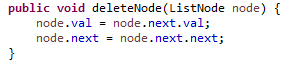 public void deleteNode(ListNode node) {
    node.val = node.next.val;
    node.next = node.next.next;
}